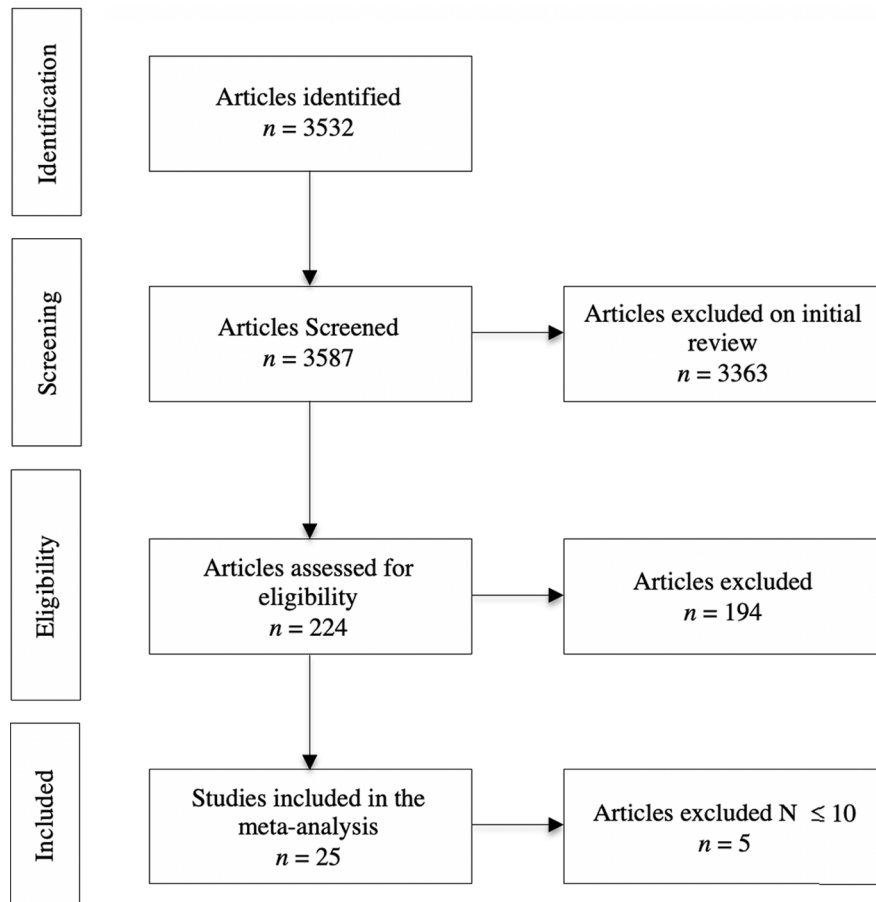 Identification
Articles identified
n = 3532
Screening
Articles Screened
n = 3587
Articles excluded on initial
review
n = 3363
Eligibility
Articles assessed for
eligibility
n = 224
Articles excluded
n = 194
Included
Studies included in the
meta-analysis
n = 25
Articles excluded N ≤ 10
n = 5